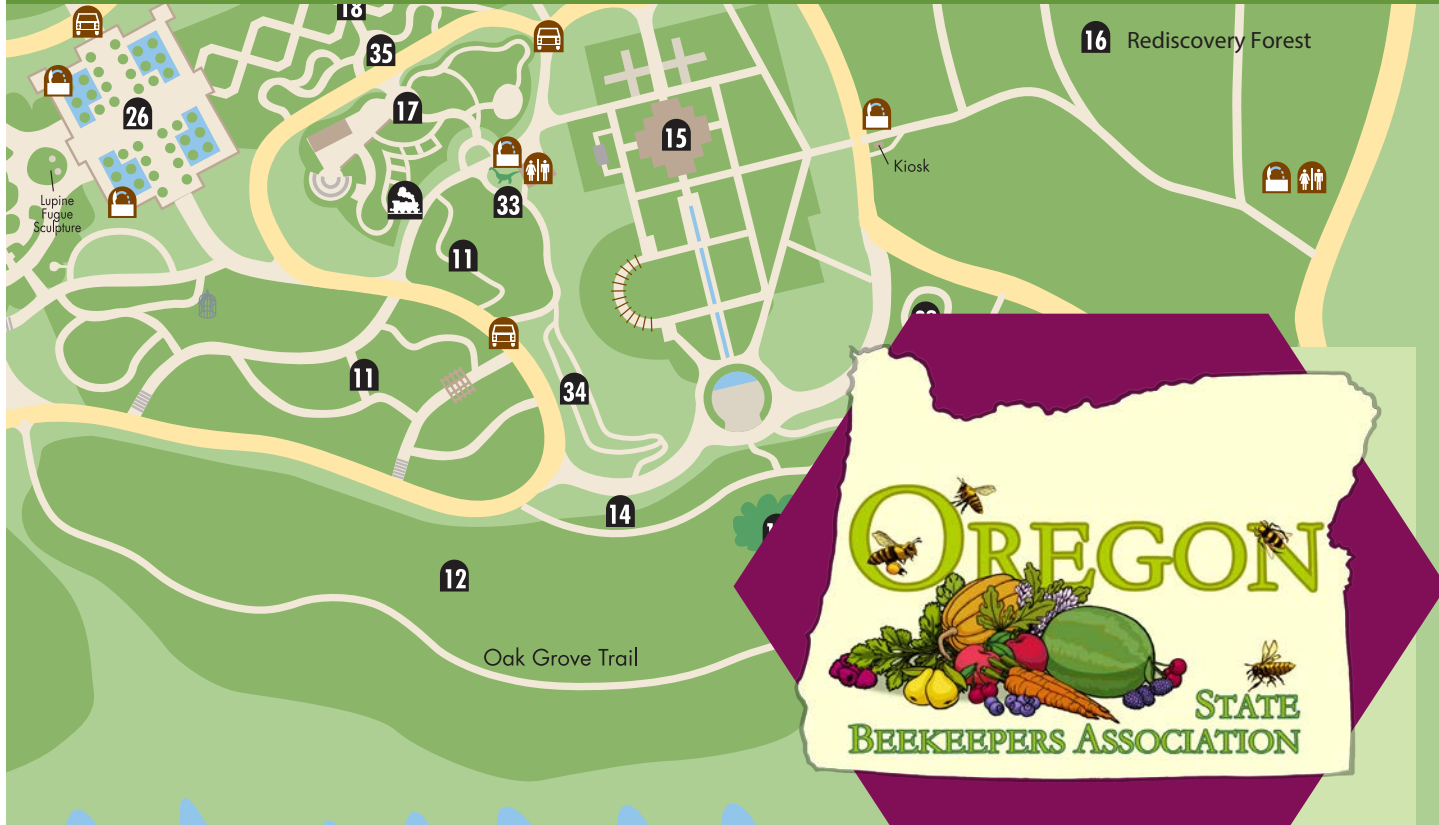 18
35
16 Rediscovery Forest
17
26
15
Kiosk
33
Lupine
Fugue
Sculpture
11
11
34
14
12
Oak Grove Trail
OREGON
STATE
BEEKEEPERS ASSOCIATION